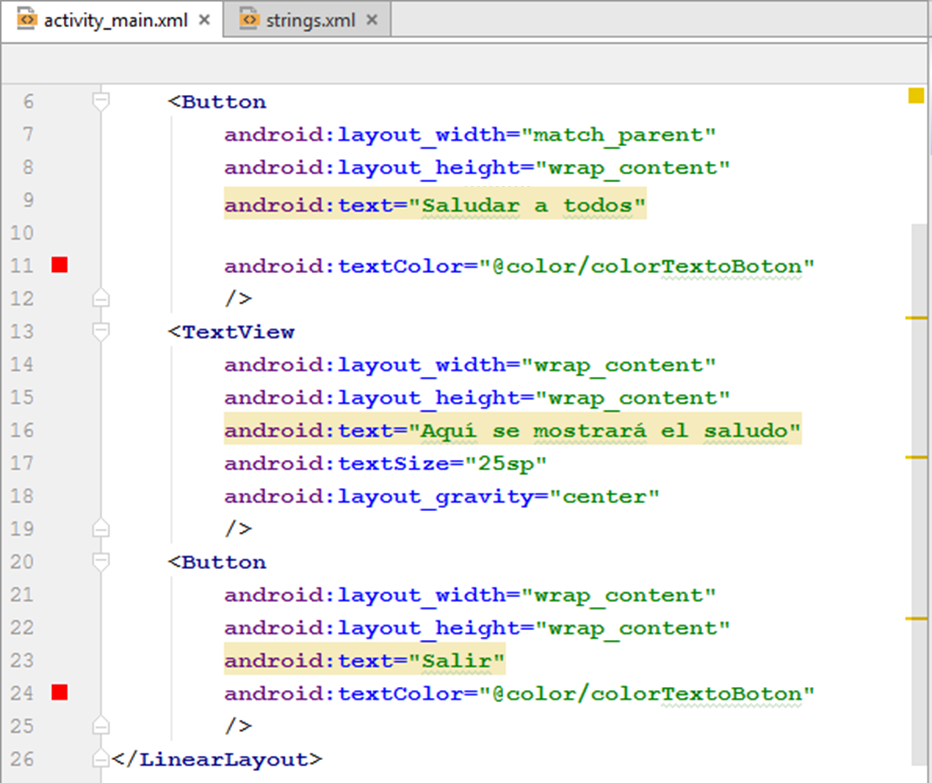 activity_main.xml × strings.xml ×
6 <Button
7 android:layout_width="match_parent"
8 android:layout_height="wrap_content"
9 android:text="Saludar a todos"
10
11 android:textColor="@color/colorTextoBoton"
12 />
13 <TextView
14 android:layout_width="wrap_content"
15 android:layout_height="wrap_content"
16 android:text="Aquí se mostrará el saludo"
17 android:textSize="25sp"
18 android:layout_gravity="center"
19 />
20 <Button
21 android:layout_width="wrap_content"
22 android:layout_height="wrap_content"
23 android:text="Salir"
24 android:textColor="@color/colorTextoBoton"
25 />
26 </LinearLayout>